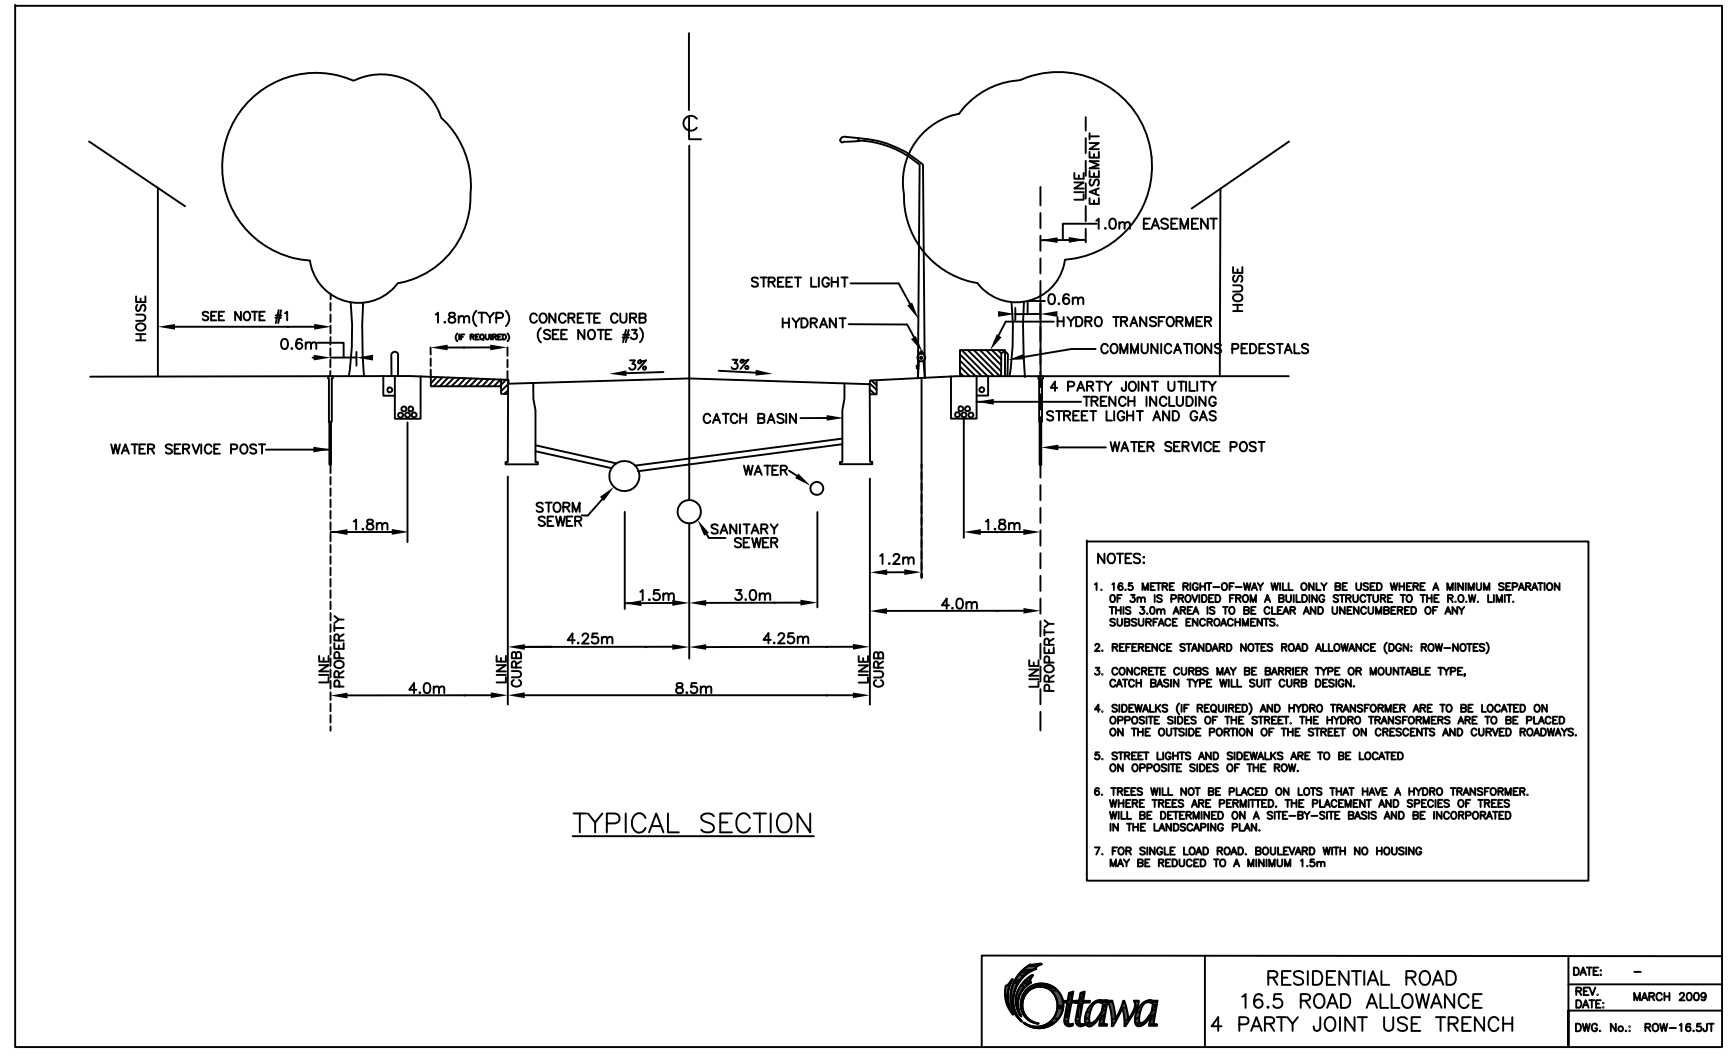 ℄
LINE
EASEMENT
1.0m EASEMENT
HOUSE
SEE NOTE #1
0.6m
1.8m(TYP)
(IF REQUIRED)
CONCRETE CURB
(SEE NOTE #3)
3%
3%
STREET LIGHT
HYDRANT
0.6m
HYDRO TRANSFORMER
COMMUNICATIONS PEDESTALS
HOUSE
4 PARTY JOINT UTILITY
TRENCH INCLUDING
STREET LIGHT AND GAS
CATCH BASIN
WATER SERVICE POST
WATER SERVICE POST
WATER
STORM
SEWER
SANITARY
SEWER
1.8m
1.8m
1.2m
1.5m
3.0m
4.0m
4.25m
4.25m
LINE
PROPERTY
LINE
CURB
LINE
CURB
LINE
PROPERTY
4.0m
8.5m
TYPICAL SECTION
NOTES:
1. 16.5 METRE RIGHT-OF-WAY WILL ONLY BE USED WHERE A MINIMUM SEPARATION
OF 3m IS PROVIDED FROM A BUILDING STRUCTURE TO THE R.O.W. LIMIT.
THIS 3.0m AREA IS TO BE CLEAR AND UNENCUMBERED OF ANY
SUBSURFACE ENCROACHMENTS.
2. REFERENCE STANDARD NOTES ROAD ALLOWANCE (DGN: ROW-NOTES)
3. CONCRETE CURBS MAY BE BARRIER TYPE OR MOUNTABLE TYPE,
CATCH BASIN TYPE WILL SUIT CURB DESIGN.
4. SIDEWALKS (IF REQUIRED) AND HYDRO TRANSFORMER ARE TO BE LOCATED ON
OPPOSITE SIDES OF THE STREET. THE HYDRO TRANSFORMERS ARE TO BE PLACED
ON THE OUTSIDE PORTION OF THE STREET ON CRESCENTS AND CURVED ROADWAYS.
5. STREET LIGHTS AND SIDEWALKS ARE TO BE LOCATED
ON OPPOSITE SIDES OF THE ROW.
6. TREES WILL NOT BE PLACED ON LOTS THAT HAVE A HYDRO TRANSFORMER.
WHERE TREES ARE PERMITTED. THE PLACEMENT AND SPECIES OF TREES
WILL BE DETERMINED ON A SITE-BY-SITE BASIS AND BE INCORPORATED
IN THE LANDSCAPING PLAN.
7. FOR SINGLE LOAD ROAD. BOULEVARD WITH NO HOUSING
MAY BE REDUCED TO A MINIMUM 1.5m
Ottawa
RESIDENTIAL ROAD
16.5 ROAD ALLOWANCE
4 PARTY JOINT USE TRENCH
DATE: -
REV.
DATE: MARCH 2009
DWG. No.: ROW-16.5JT